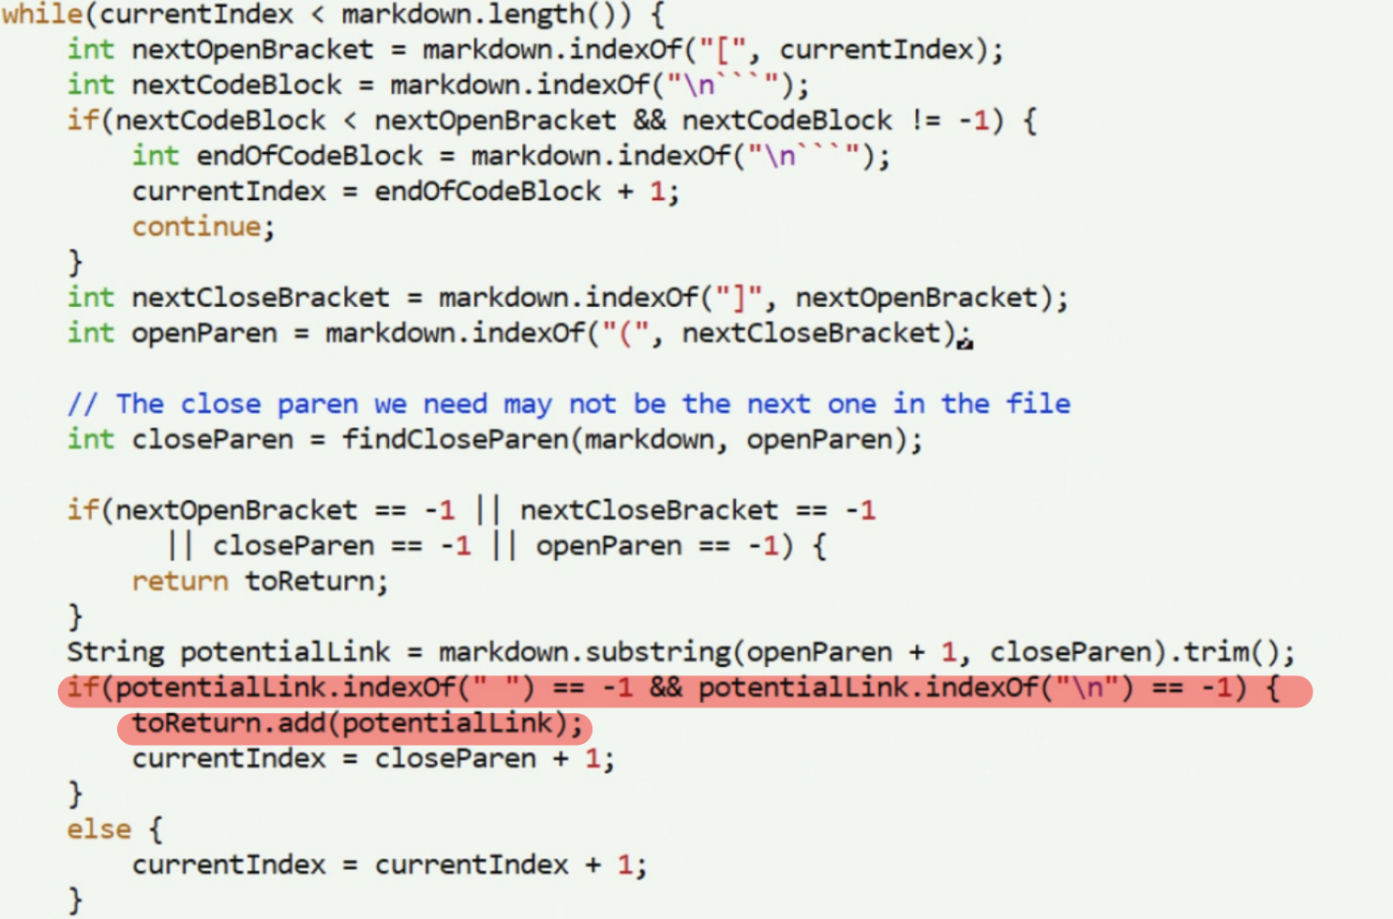 while(currentIndex < markdown.length()) {
    int nextOpenBracket = markdown.indexOf("[", currentIndex);
    int nextCodeBlock = markdown.indexOf("\n```");
    if(nextCodeBlock < nextOpenBracket && nextCodeBlock != -1) {
        int endOfCodeBlock = markdown.indexOf("\n```");
        currentIndex = endOfCodeBlock + 1;
        continue;
    }
    int nextCloseBracket = markdown.indexOf("]", nextOpenBracket);
    int openParen = markdown.indexOf("(", nextCloseBracket);

    // The close paren we need may not be the next one in the file
    int closeParen = findCloseParen(markdown, openParen);

    if(nextOpenBracket == -1 || nextCloseBracket == -1
          || closeParen == -1 || openParen == -1) {
        return toReturn;
    }
    String potentialLink = markdown.substring(openParen + 1, closeParen).trim();
    if(potentialLink.indexOf(" ") == -1 && potentialLink.indexOf("\n") == -1) {
        toReturn.add(potentialLink);
        currentIndex = closeParen + 1;
    }
    else {
        currentIndex = currentIndex + 1;
    }